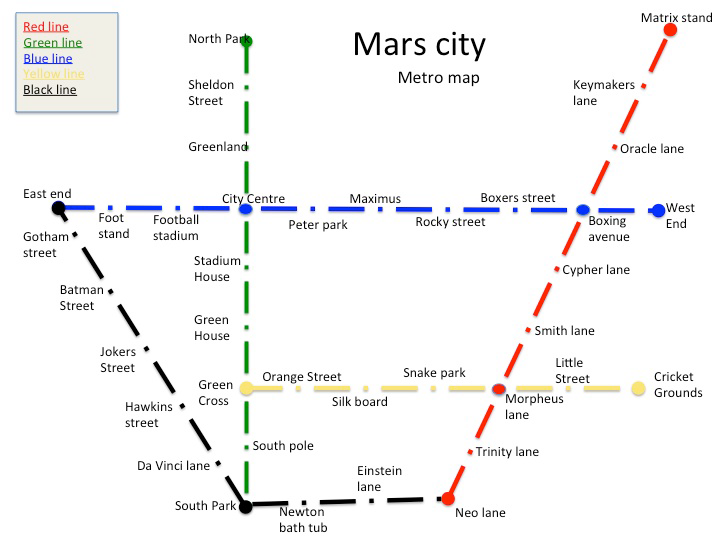 Red line
Green line
Blue line
Yellow line
Black line
Mars city
Metro map
Matrix stand
North Park
Sheldon
Street
Keymakers
lane
Greenland
Oracle lane
East end
City Centre
Maximus
Boxers street
West
End
Foot
stand
Football
stadium
Peter park
Rocky street
Boxing
avenue
Gotham
street
Stadium
House
Cypher lane
Batman
Street
Green
House
Smith lane
Jokers
Street
Green
Cross
Orange Street
Snake park
Little
Street
Cricket
Grounds
Silk board
Morpheus
lane
Hawkins
street
South pole
Trinity lane
Da Vinci lane
Einstein
lane
South Park
Newton
bath tub
Neo lane